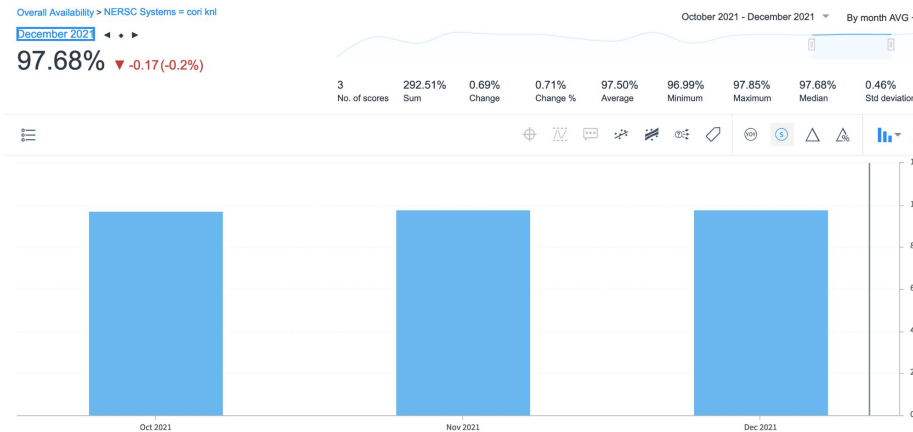 Overall Availability > NERSC Systems = cori knl
October 2021 - December 2021
By month AVG
December 2021
97.68% ▼ -0.17 (-0.2%)
3 292.51% 0.69% 0.71% 97.50% 96.99% 97.85% 97.68% 0.46%
No. of scores Sum Change Change % Average Minimum Maximum Median Std deviation
YOY S %
Oct 2021 Nov 2021 Dec 2021